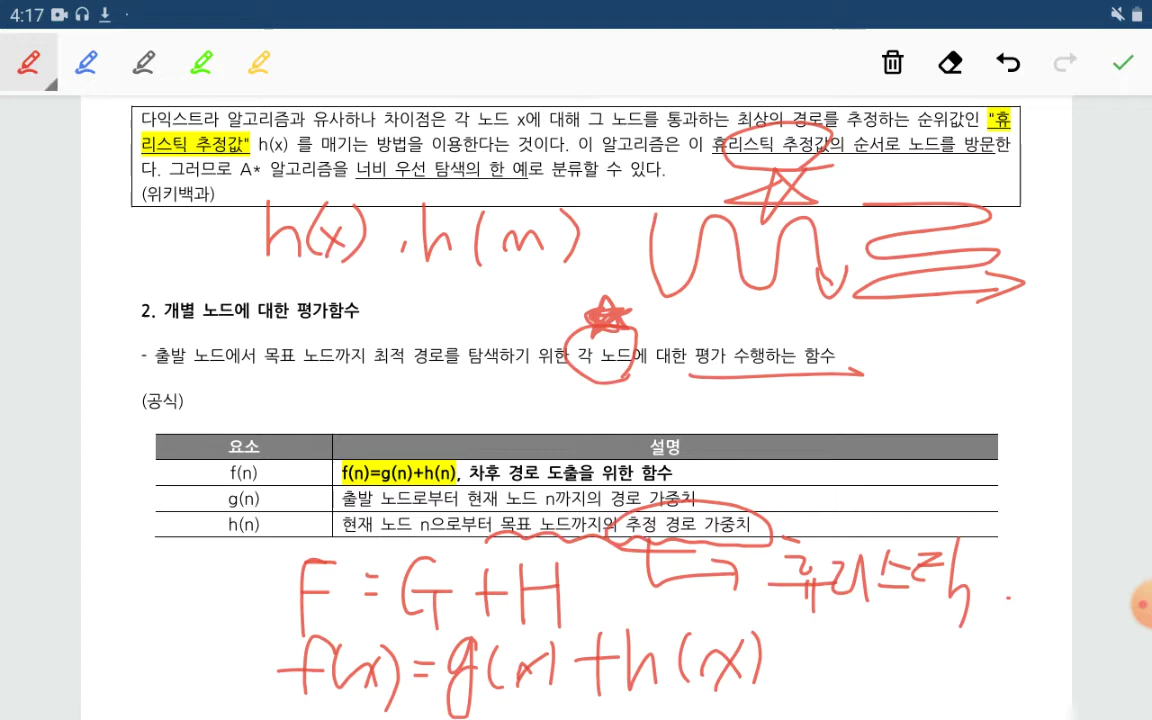 4:17
다익스트라 알고리즘과 유사하나 차이점은 각 노드 x에 대해 그 노드를 통과하는 최상의 경로를 추정하는 순위값인 "휴
리스틱 추정값" h(x) 를 매기는 방법을 이용한다는 것이다. 이 알고리즘은 이 휴리스틱 추정값의 순서로 노드를 방문한
다. 그러므로 A* 알고리즘을 너비 우선 탐색의 한 예로 분류할 수 있다.
(위키백과)
h(x) . h(n)
2. 개별 노드에 대한 평가함수
- 출발 노드에서 목표 노드까지 최적 경로를 탐색하기 위한 각 노드에 대한 평가 수행하는 함수
(공식)
요소 설명
f(n) f(n)=g(n)+h(n), 차후 경로 도출을 위한 함수
g(n) 출발 노드로부터 현재 노드 n까지의 경로 가중치
h(n) 현재 노드 n으로부터 목표 노드까지의 추정 경로 가중치
F = G + H
f(x) = g(x) + h(x)